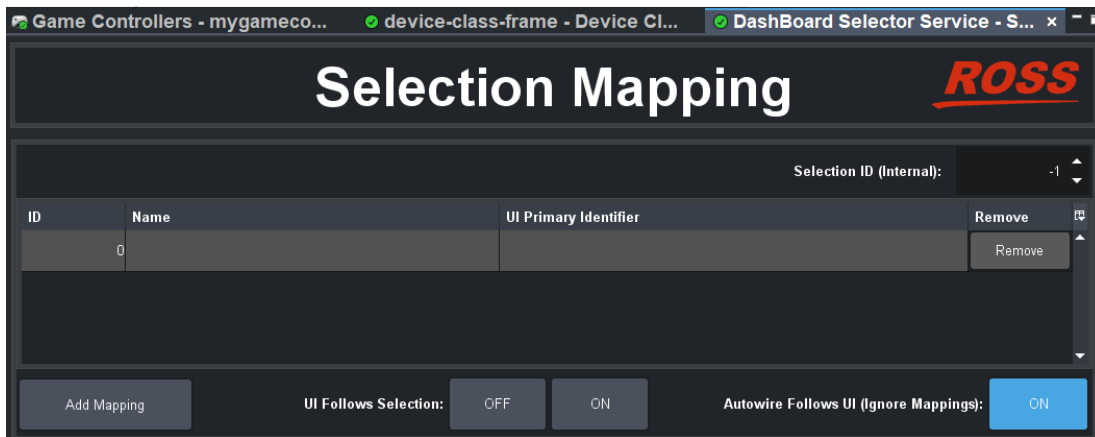 Game Controllers - mygameco... device-class-frame - Device Cl... DashBoard Selector Service - S... ×
Selection Mapping ROSS
Selection ID (Internal): -1
ID Name UI Primary Identifier Remove
0 Remove
Add Mapping UI Follows Selection: OFF ON Autowire Follows UI (Ignore Mappings): ON